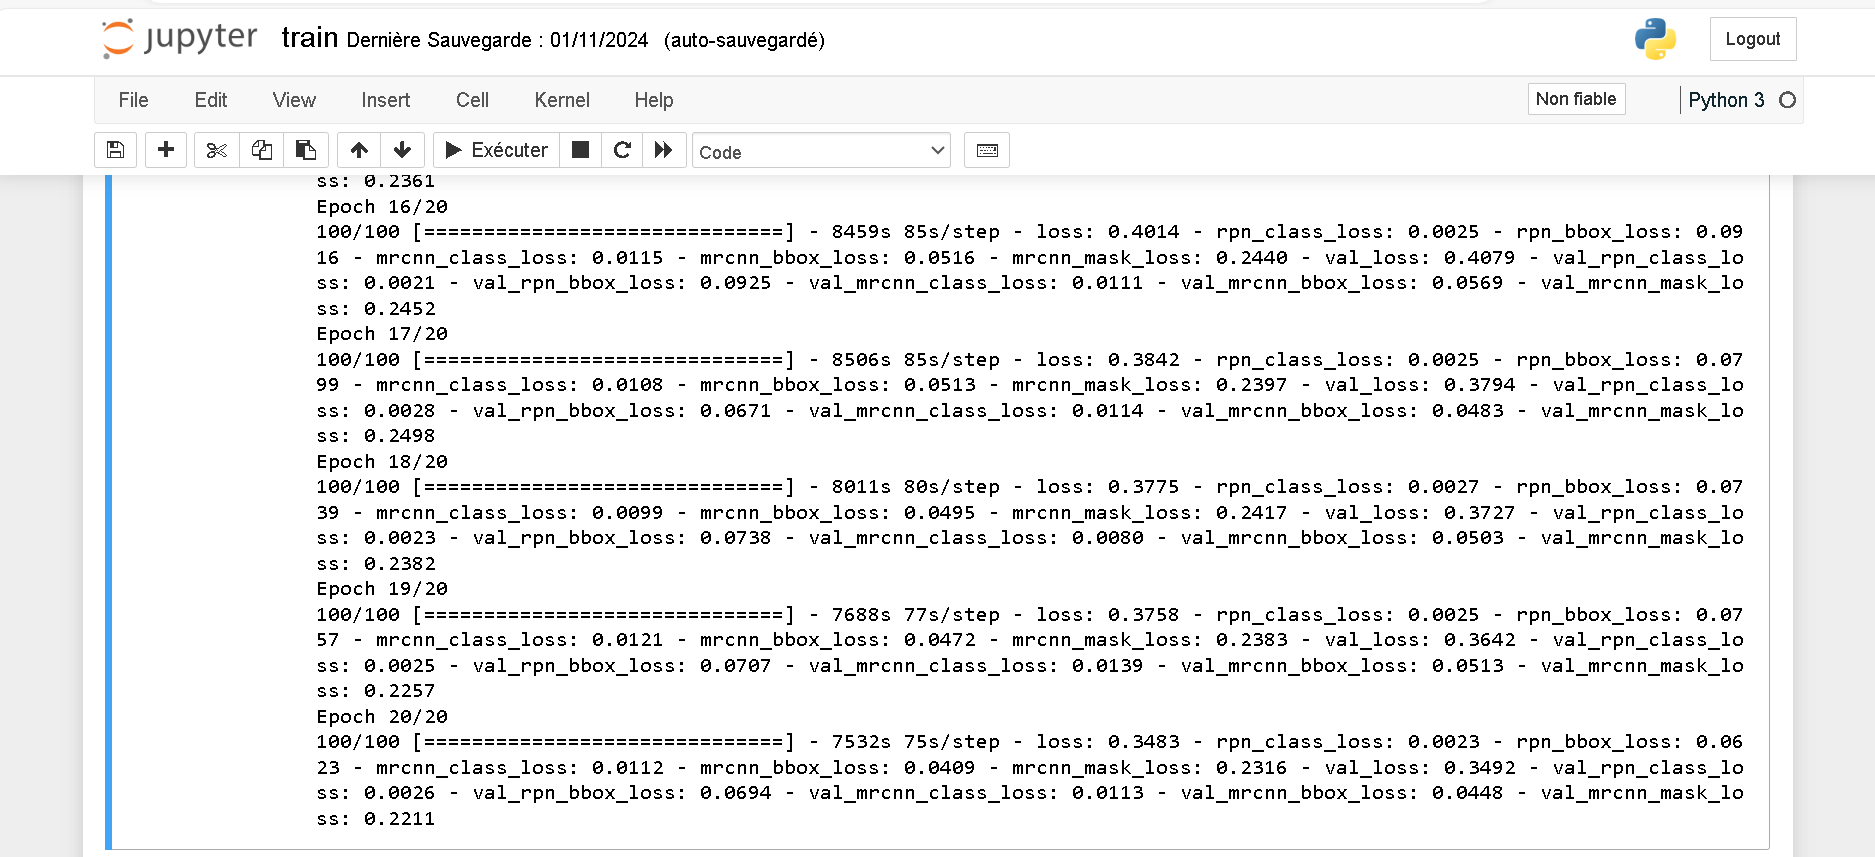 jupyter train Dernière Sauvegarde : 01/11/2024 (auto-sauvegardé) Logout
File Edit View Insert Cell Kernel Help Non fiable Python 3
Exécuter Code
ss: 0.2361
Epoch 16/20
100/100 [==============================] - 8459s 85s/step - loss: 0.4014 - rpn_class_loss: 0.0025 - rpn_bbox_loss: 0.09
16 - mrcnn_class_loss: 0.0115 - mrcnn_bbox_loss: 0.0516 - mrcnn_mask_loss: 0.2440 - val_loss: 0.4079 - val_rpn_class_lo
ss: 0.0021 - val_rpn_bbox_loss: 0.0925 - val_mrcnn_class_loss: 0.0111 - val_mrcnn_bbox_loss: 0.0569 - val_mrcnn_mask_lo
ss: 0.2452
Epoch 17/20
100/100 [==============================] - 8506s 85s/step - loss: 0.3842 - rpn_class_loss: 0.0025 - rpn_bbox_loss: 0.07
99 - mrcnn_class_loss: 0.0108 - mrcnn_bbox_loss: 0.0513 - mrcnn_mask_loss: 0.2397 - val_loss: 0.3794 - val_rpn_class_lo
ss: 0.0028 - val_rpn_bbox_loss: 0.0671 - val_mrcnn_class_loss: 0.0114 - val_mrcnn_bbox_loss: 0.0483 - val_mrcnn_mask_lo
ss: 0.2498
Epoch 18/20
100/100 [==============================] - 8011s 80s/step - loss: 0.3775 - rpn_class_loss: 0.0027 - rpn_bbox_loss: 0.07
39 - mrcnn_class_loss: 0.0099 - mrcnn_bbox_loss: 0.0495 - mrcnn_mask_loss: 0.2417 - val_loss: 0.3727 - val_rpn_class_lo
ss: 0.0023 - val_rpn_bbox_loss: 0.0738 - val_mrcnn_class_loss: 0.0080 - val_mrcnn_bbox_loss: 0.0503 - val_mrcnn_mask_lo
ss: 0.2382
Epoch 19/20
100/100 [==============================] - 7688s 77s/step - loss: 0.3758 - rpn_class_loss: 0.0025 - rpn_bbox_loss: 0.07
57 - mrcnn_class_loss: 0.0121 - mrcnn_bbox_loss: 0.0472 - mrcnn_mask_loss: 0.2383 - val_loss: 0.3642 - val_rpn_class_lo
ss: 0.0025 - val_rpn_bbox_loss: 0.0707 - val_mrcnn_class_loss: 0.0139 - val_mrcnn_bbox_loss: 0.0513 - val_mrcnn_mask_lo
ss: 0.2257
Epoch 20/20
100/100 [==============================] - 7532s 75s/step - loss: 0.3483 - rpn_class_loss: 0.0023 - rpn_bbox_loss: 0.06
23 - mrcnn_class_loss: 0.0112 - mrcnn_bbox_loss: 0.0409 - mrcnn_mask_loss: 0.2316 - val_loss: 0.3492 - val_rpn_class_lo
ss: 0.0026 - val_rpn_bbox_loss: 0.0694 - val_mrcnn_class_loss: 0.0113 - val_mrcnn_bbox_loss: 0.0448 - val_mrcnn_mask_lo
ss: 0.2211